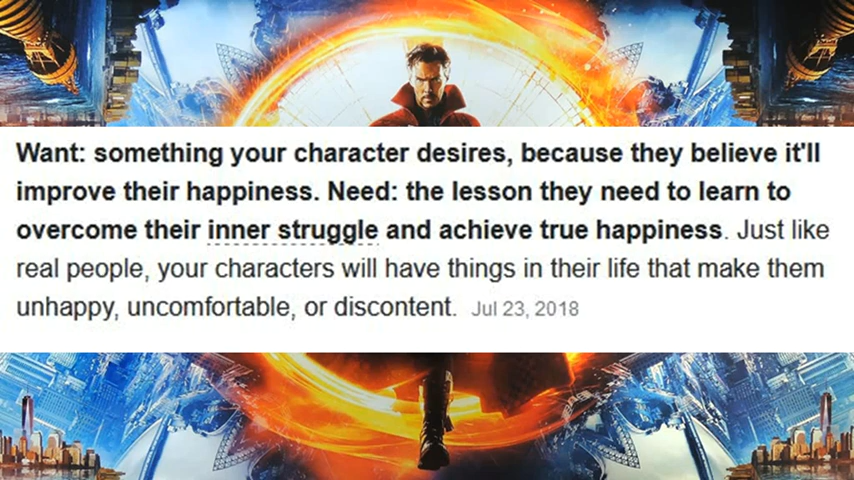 Want: something your character desires, because they believe it'll
improve their happiness. Need: the lesson they need to learn to
overcome their inner struggle and achieve true happiness. Just like
real people, your characters will have things in their life that make them
unhappy, uncomfortable, or discontent. Jul 23, 2018